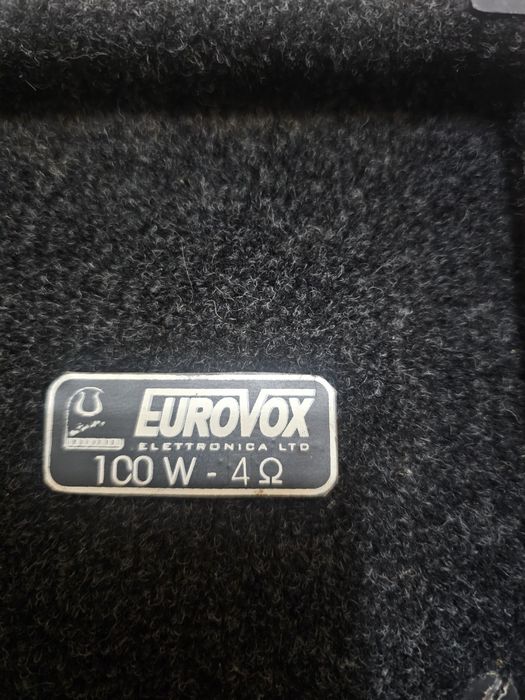 EUROVOX
ELETTRONICA LTD
100 W - 4 Ω